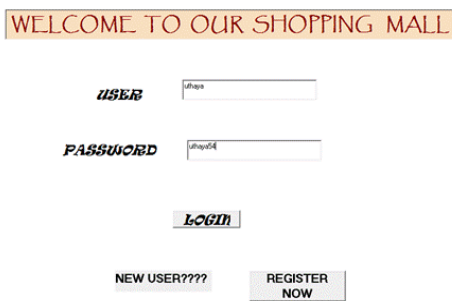 WELCOME TO OUR SHOPPING MALL
USER
uthaya
PASSWORD
uthaya54
LOGIN
NEW USER????
REGISTER
NOW